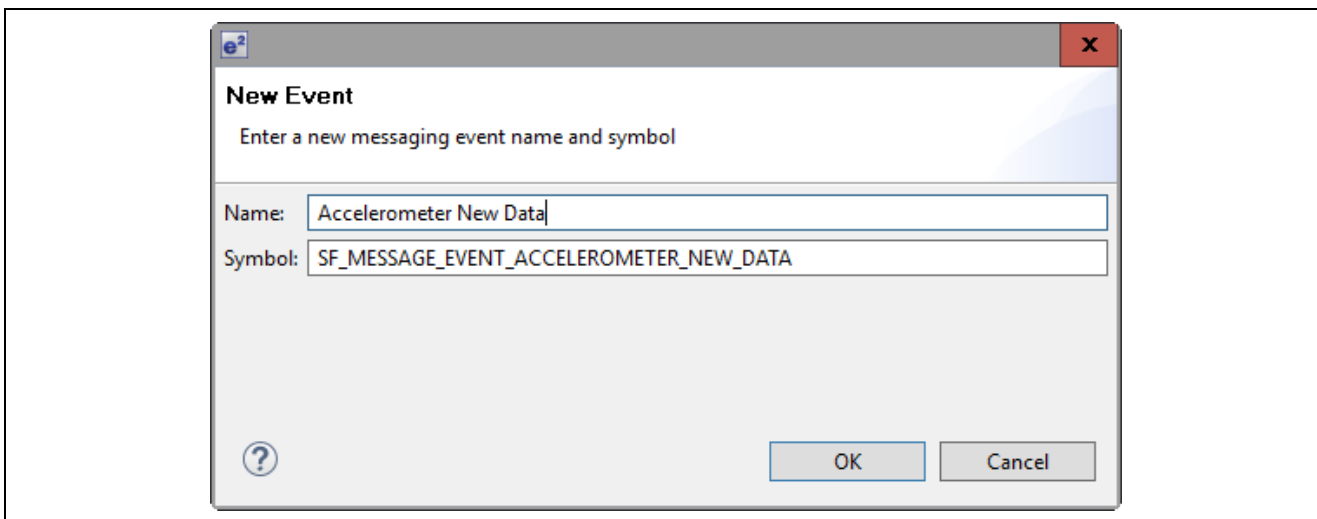 e²
x
New Event
Enter a new messaging event name and symbol
Name: Accelerometer New Data
Symbol: SF_MESSAGE_EVENT_ACCELEROMETER_NEW_DATA
? OK Cancel